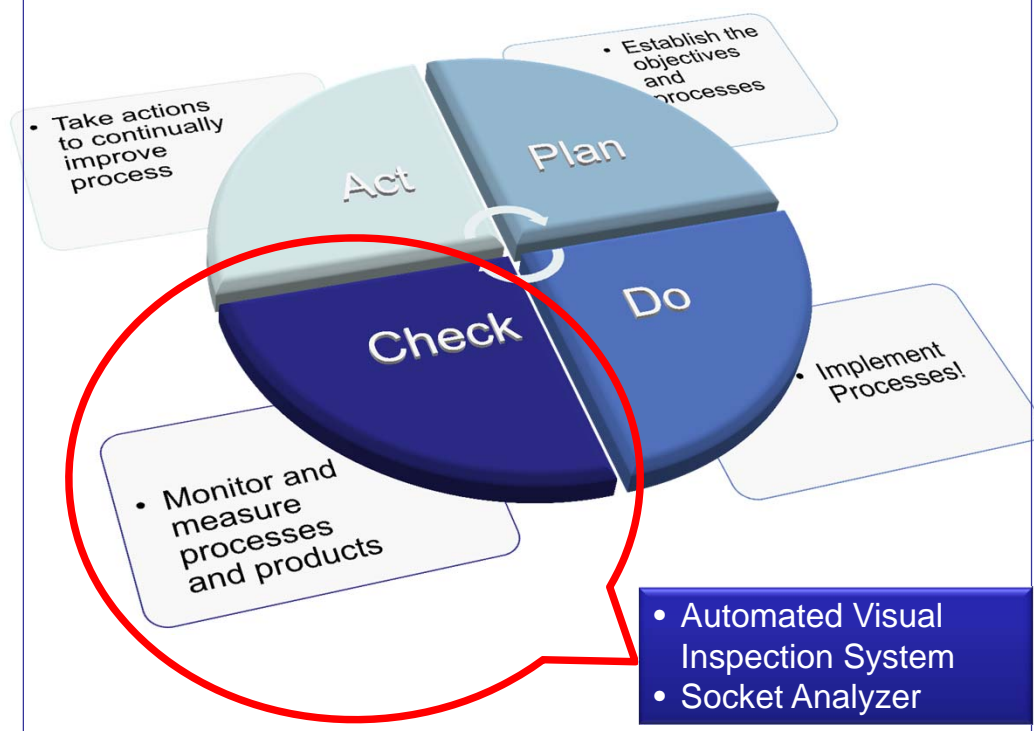 • Take actions
to continually
improve
process
• Establish the
objectives
and
processes
Act
Plan
Check
Do
• Implement
Processes!
• Monitor and
measure
processes
and products
• Automated Visual
Inspection System
• Socket Analyzer